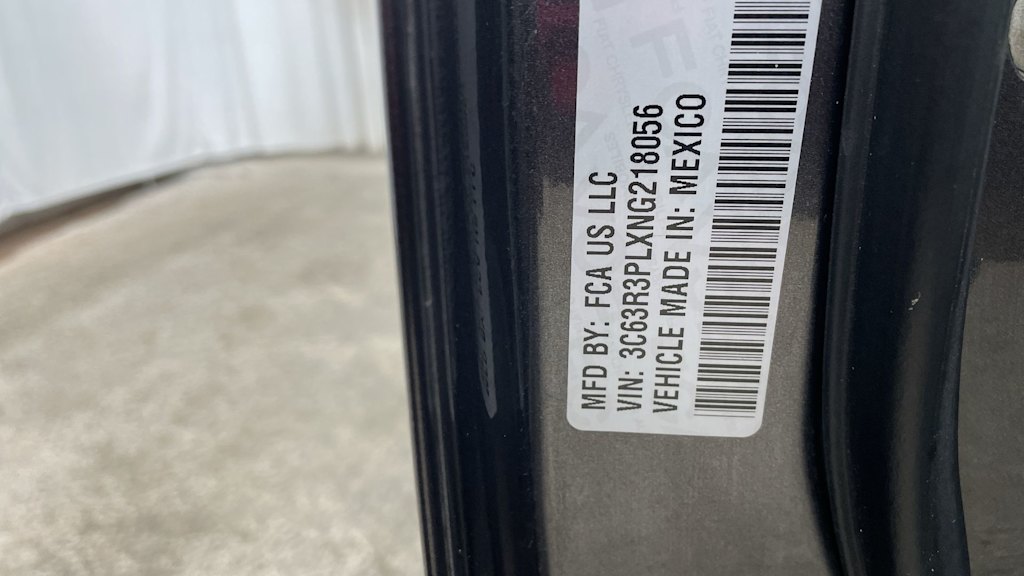 MFD BY: FCA US LLC
VIN: 3C63R3PLXNG218056
VEHICLE MADE IN: MEXICO